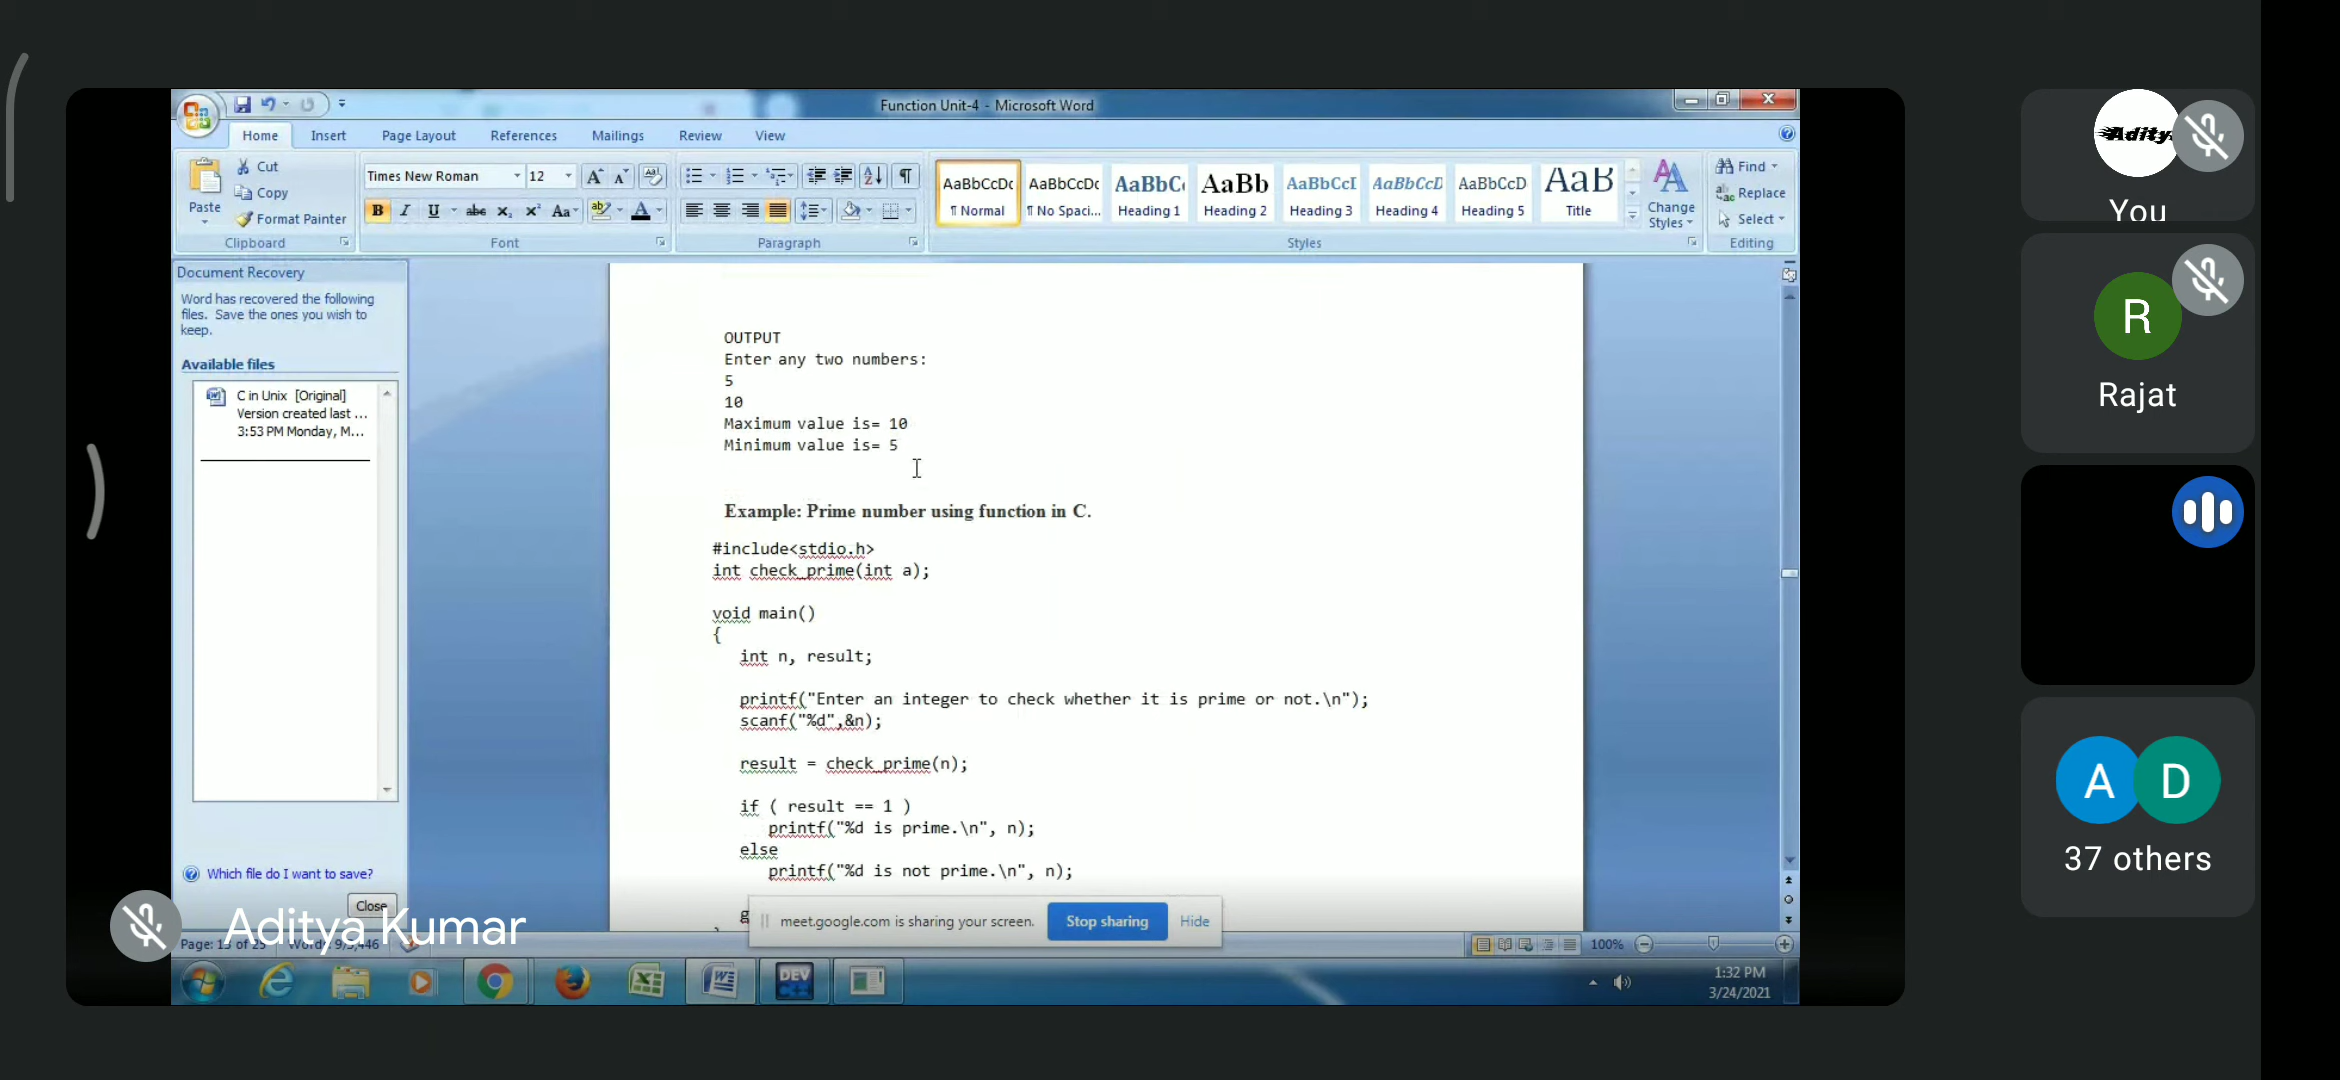 Function Unit-4 - Microsoft Word
Home Insert Page Layout References Mailings Review View
Paste
Cut
Copy
Format Painter
Clipboard
Times New Roman 12
B I U abc X₂ X² Aa
Font
Paragraph
AaBbCcDc AaBbCcDc AaBbC AaBb AaBbCcI AaBbCcD AaBbCcD AaB
¶ Normal ¶ No Spaci... Heading 1 Heading 2 Heading 3 Heading 4 Heading 5 Title
Change
Styles
Styles
Find
Replace
Select
Editing
Document Recovery
Word has recovered the following
files. Save the ones you wish to
keep.
Available files
C in Unix [Original]
Version created last ...
3:53 PM Monday, M...
Which file do I want to save?
Close
OUTPUT
Enter any two numbers:
5
10
Maximum value is= 10
Minimum value is= 5
Example: Prime number using function in C.
#include<stdio.h>
int check_prime(int a);
void main()
{
int n, result;
printf("Enter an integer to check whether it is prime or not.\n");
scanf("%d",&n);
result = check_prime(n);
if ( result == 1 )
printf("%d is prime.\n", n);
else
printf("%d is not prime.\n", n);
g
meet.google.com is sharing your screen. Stop sharing Hide
Aditya Kumar
100%
DEV
1:32 PM
3/24/2021
You
R
Rajat
A D
37 others